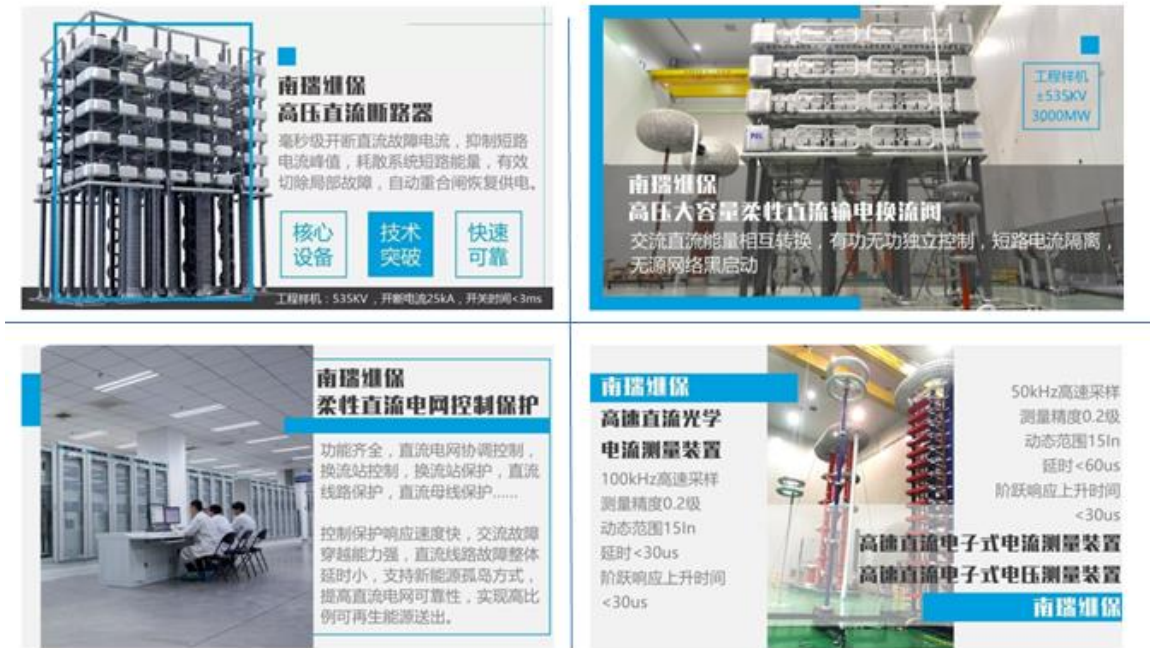 南瑞继保
高压直流断路器
毫秒级开断直流故障电流，抑制短路
电流峰值，耗散系统短路能量，有效
切除局部故障，自动重合闸恢复供电。
核心
设备
技术
突破
快速
可靠
工程样机：535KV，开断电流25kA，开关时间<3ms
工程样机
±535KV
3000MW
南瑞继保
高压大容量柔性直流输电换流阀
交流直流能量相互转换，有功无功独立控制，短路电流隔离，
无源网络黑启动
南瑞继保
柔性直流电网控制保护
功能齐全，直流电网协调控制，
换流站控制，换流站保护，直流
线路保护，直流母线保护……
控制保护响应速度快，交流故障
穿越能力强，直流线路故障整体
延时小，支持新能源孤岛方式，
提高直流电网可靠性，实现高比
例可再生能源送出。
南瑞继保
高速直流光学
电流测量装置
100kHz高速采样
测量精度0.2级
动态范围15In
延时<30us
阶跃响应上升时间
<30us
50kHz高速采样
测量精度0.2级
动态范围15In
延时<60us
阶跃响应上升时间
<30us
高速直流电子式电流测量装置
高速直流电子式电压测量装置
南瑞继保